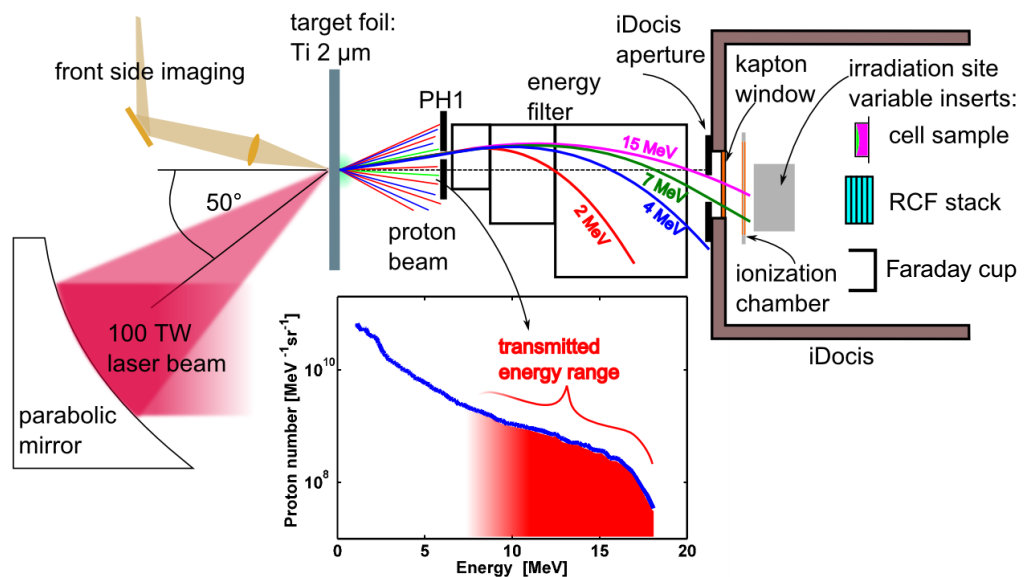 target foil:
Ti 2 µm
front side imaging
50°
100 TW
laser beam
parabolic
mirror
PH1
proton
beam
energy
filter
2 MeV
4 MeV
7 MeV
15 MeV
iDocis
aperture
kapton
window
irradiation site
variable inserts:
cell sample
RCF stack
Faraday cup
ionization
chamber
iDocis
transmitted
energy range
Proton number [MeV⁻¹sr⁻¹]
10¹⁰
10⁸
0
5
10
15
20
Energy [MeV]